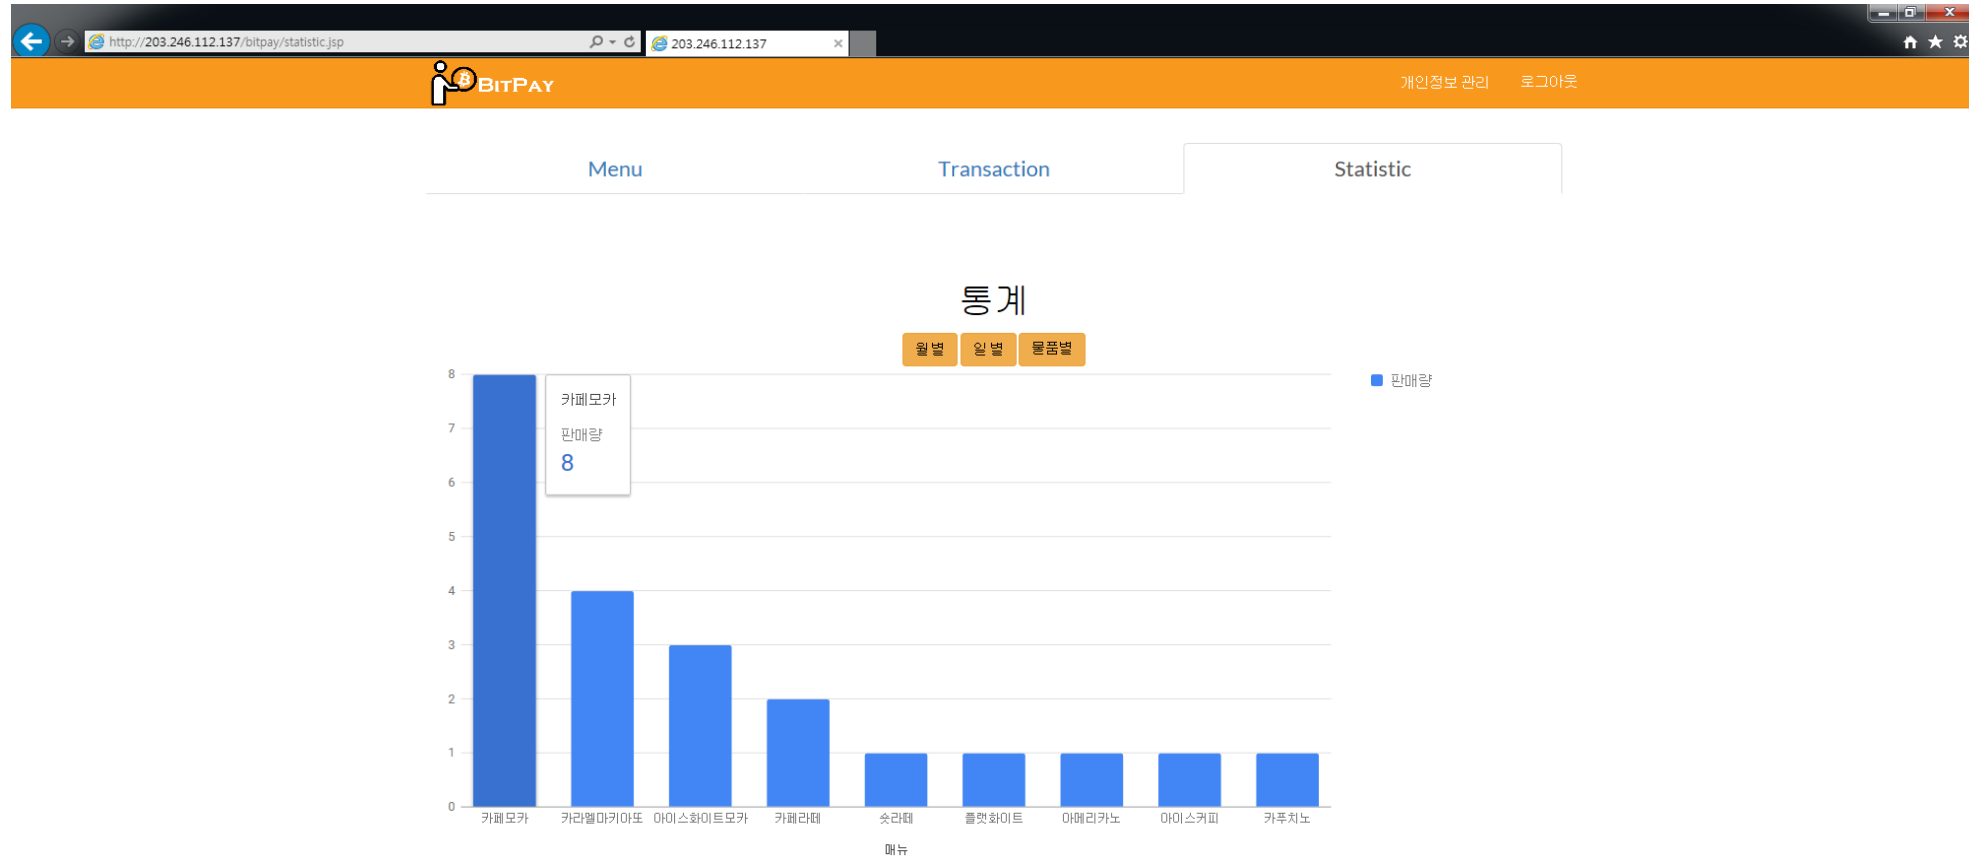 http://203.246.112.137/bitpay/statistic.jsp
203.246.112.137
BITPAY
개인정보 관리
로그아웃
Menu
Transaction
Statistic
통계
월별
일별
물품별
8
7
6
5
4
3
2
1
0
카페모카
판매량
8
판매량
카페모카
카라멜마키아또
아이스화이트모카
카페라떼
숏라떼
플랫화이트
아메리카노
아이스커피
카푸치노
매뉴